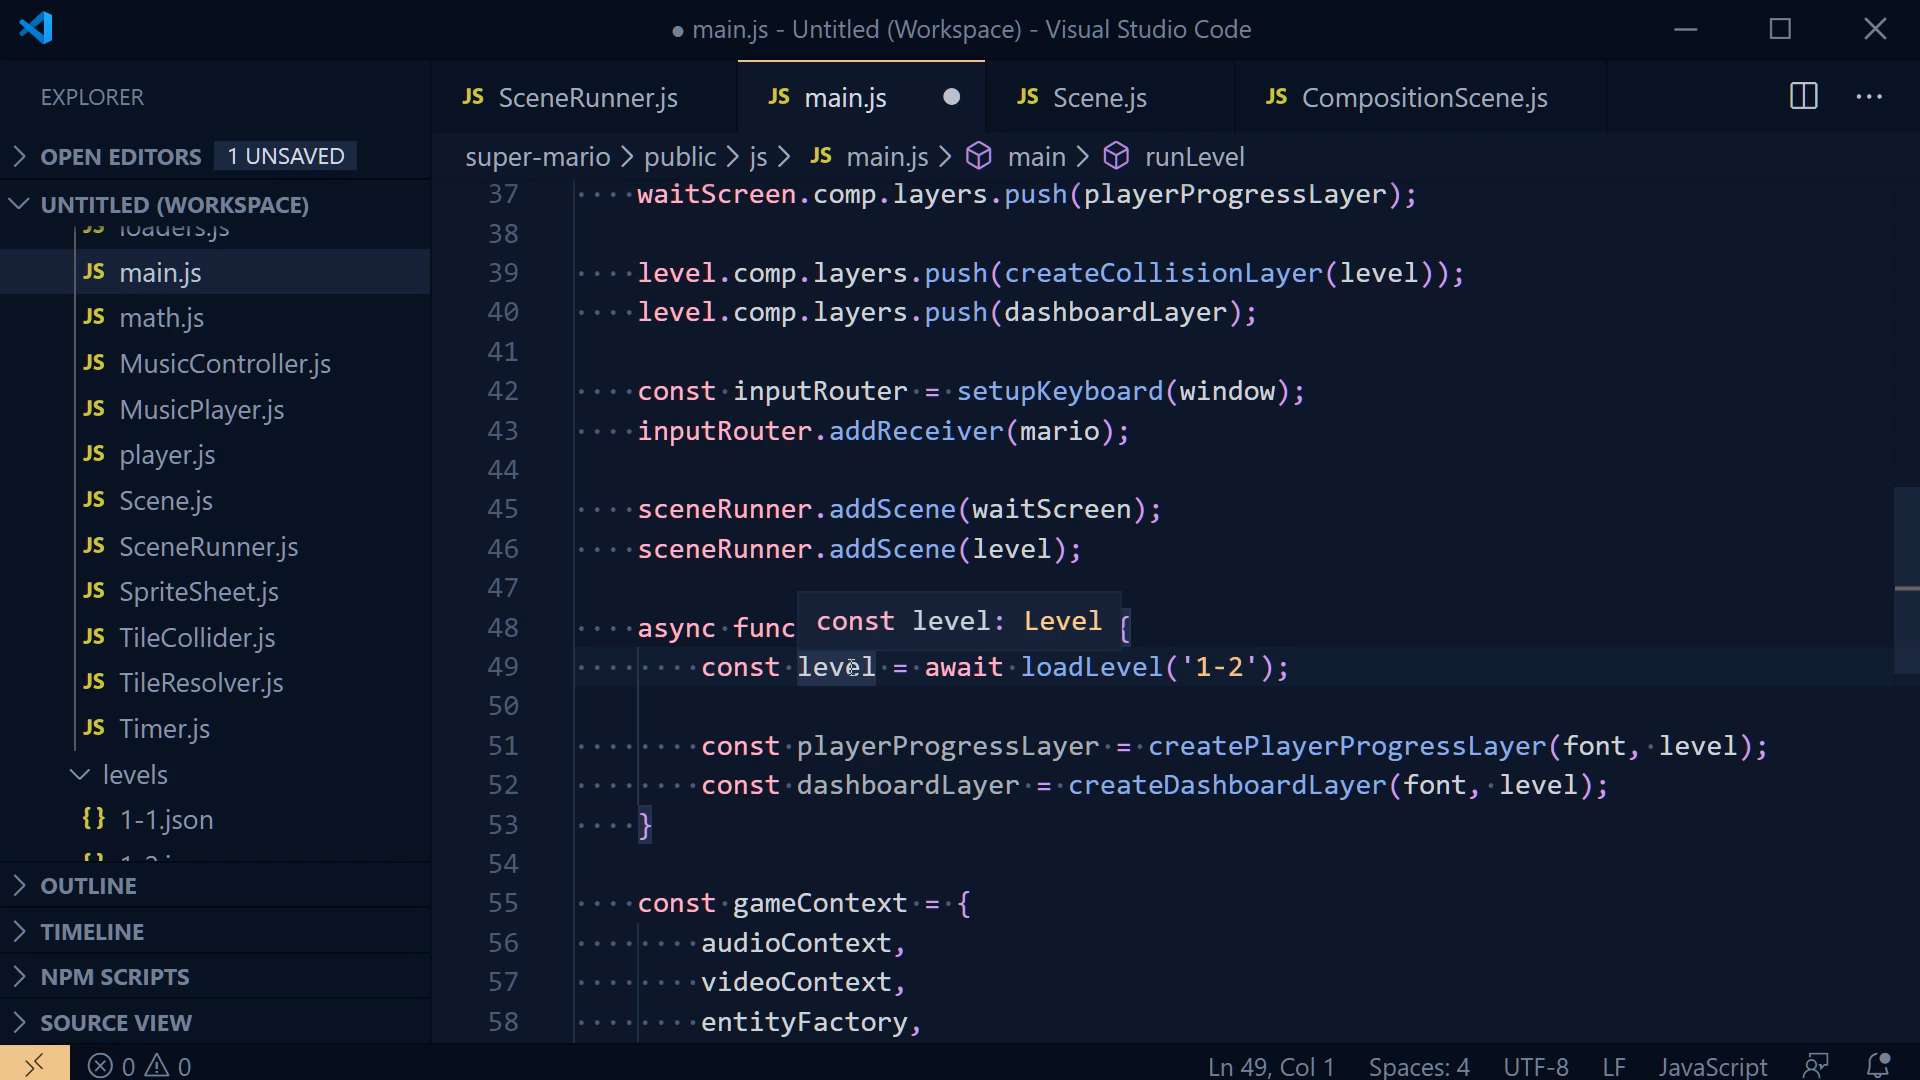 ● main.js - Untitled (Workspace) - Visual Studio Code
EXPLORER
OPEN EDITORS 1 UNSAVED
UNTITLED (WORKSPACE)
loaders.js
JS main.js
JS math.js
JS MusicController.js
JS MusicPlayer.js
JS player.js
JS Scene.js
JS SceneRunner.js
JS SpriteSheet.js
JS TileCollider.js
JS TileResolver.js
JS Timer.js
levels
{} 1-1.json
OUTLINE
TIMELINE
NPM SCRIPTS
SOURCE VIEW
JS SceneRunner.js JS main.js ● JS Scene.js JS CompositionScene.js
super-mario > public > js > JS main.js > main > runLevel
37 waitScreen.comp.layers.push(playerProgressLayer);
38
39 level.comp.layers.push(createCollisionLayer(level));
40 level.comp.layers.push(dashboardLayer);
41
42 const inputRouter = setupKeyboard(window);
43 inputRouter.addReceiver(mario);
44
45 sceneRunner.addScene(waitScreen);
46 sceneRunner.addScene(level);
47
48 async func {
const level: Level
49 const level = await loadLevel('1-2');
50
51 const playerProgressLayer = createPlayerProgressLayer(font, level);
52 const dashboardLayer = createDashboardLayer(font, level);
53 }
54
55 const gameContext = {
56 audioContext,
57 videoContext,
58 entityFactory,
0 0 Ln 49, Col 1 Spaces: 4 UTF-8 LF JavaScript